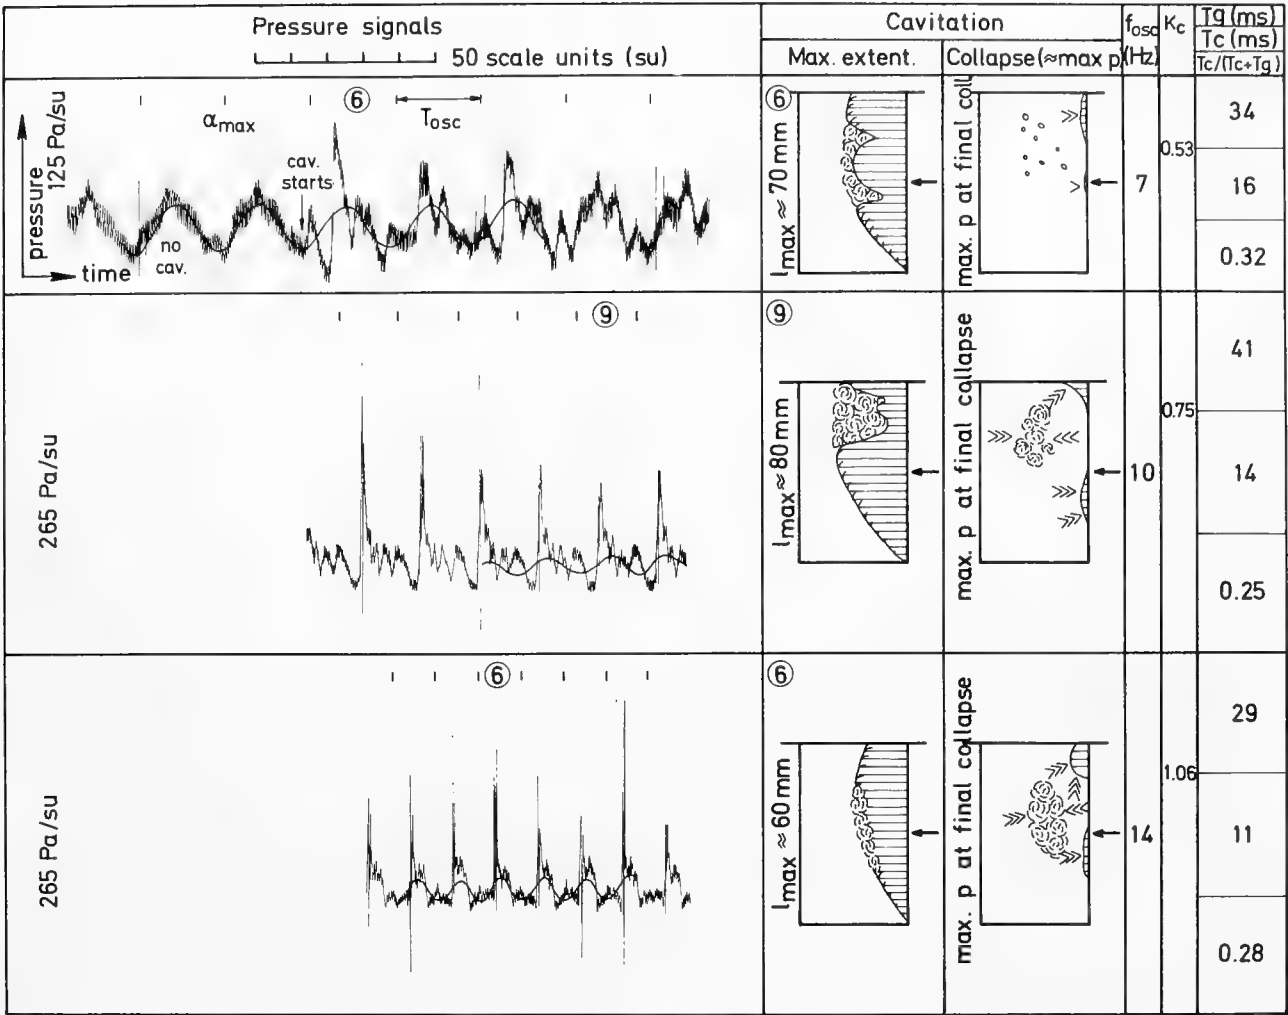 Pressure signals
50 scale units (su)
Cavitation
Max. extent.
Collapse (≈max p)
fosc (Hz)
Kc
Tg (ms)
Tc (ms)
Tc/(Tc+Tg)
pressure
125 Pa/su
αmax
⑥
Tosc
cav. starts
no cav.
time
⑥
lmax ≈ 70 mm
max. p at final coll
7
0.53
34
16
0.32
265 Pa/su
⑨
⑨
lmax ≈ 80 mm
max. p at final collapse
10
0.75
41
14
0.25
265 Pa/su
⑥
⑥
lmax ≈ 60 mm
max. p at final collapse
14
1.06
29
11
0.28